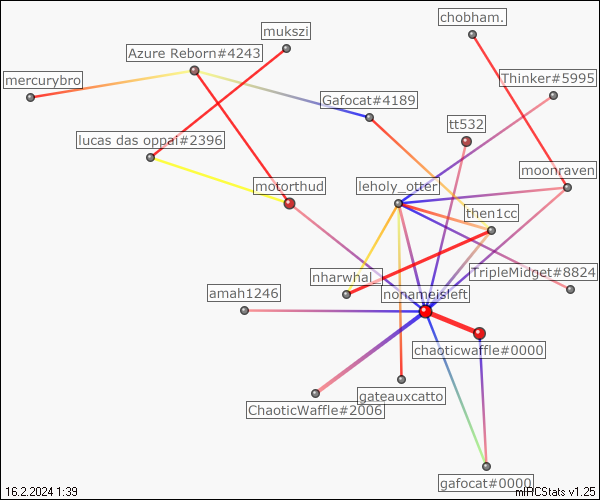 chobham.
mukszi
Azure Reborn#4243
mercurybro
Thinker#5995
Gafocat#4189
tt532
lucas das oppai#2396
moonraven
motorthud
leholy_otter
then1cc
TripleMidget#8824
nharwhal_
amah1246
nonameisleft
chaoticwaffle#0000
gateauxcatto
ChaoticWaffle#2006
gafocat#0000
16.2.2024 1:39
mIRCStats v1.25